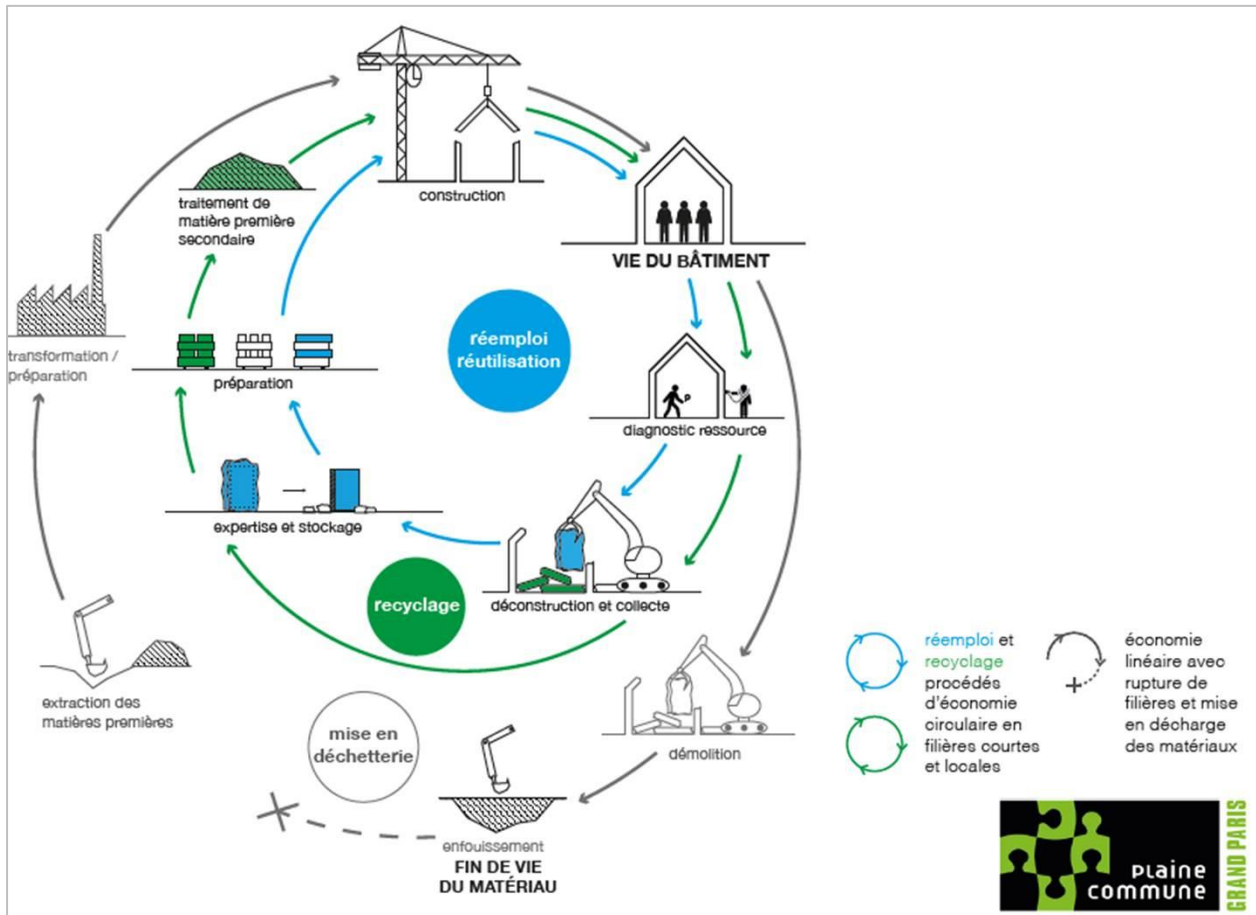 construction
traitement de
matière première
secondaire
VIE DU BÂTIMENT
transformation /
préparation
préparation
réemploi
réutilisation
diagnostic ressource
expertise et stockage
recyclage
déconstruction et collecte
extraction des
matières premières
mise en
déchetterie
démolition
enfouissement
FIN DE VIE
DU MATÉRIAU
réemploi et
recyclage
procédés
d'économie
circulaire en
filières courtes
et locales
économie
linéaire avec
rupture de
filières et mise
en décharge
des matériaux
PLAINE
COMMUNE
GRAND PARIS